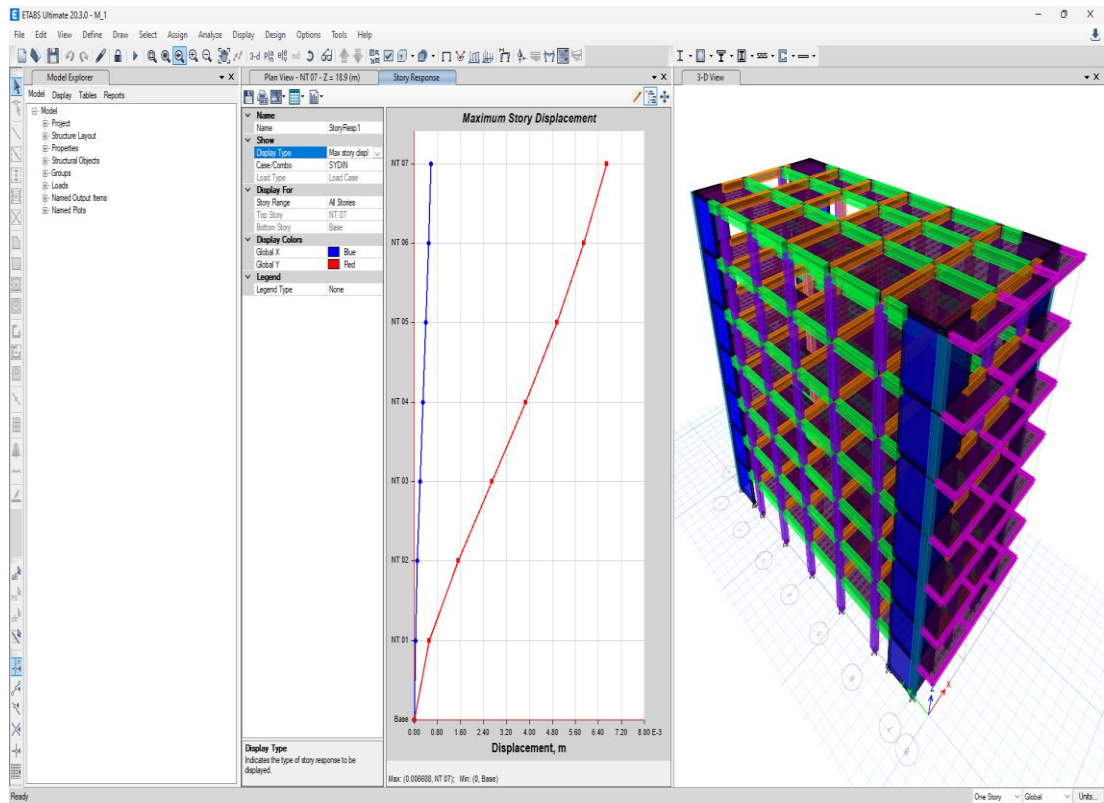 ETABS Ultimate 20.3.0 - M_1
File Edit View Define Draw Select Assign Analyze Display Design Options Tools Help
3-d
Model Explorer
Plan View - NT 07 - Z = 18.9 (m)
Story Response
3-D View
Model Display Tables Reports
Model
Project
Structure Layout
Properties
Structural Objects
Groups
Loads
Named Output Items
Named Plots
Name
Name StoryResp1
Show
Display Type Max story displ
Case/Combo SYDIN
Load Type Load Case
Display For
Story Range All Stories
Top Story NT 07
Bottom Story Base
Display Colors
Global X Blue
Global Y Red
Legend
Legend Type None
Maximum Story Displacement
NT 07
NT 06
NT 05
NT 04
NT 03
NT 02
NT 01
Base
0.00 0.80 1.60 2.40 3.20 4.00 4.80 5.60 6.40 7.20 8.00 E-3
Displacement, m
Display Type
Indicates the type of story response to be
displayed.
Max: (0.006688, NT 07); Min: (0, Base)
Z
X
all
Ready
One Story Global Units...